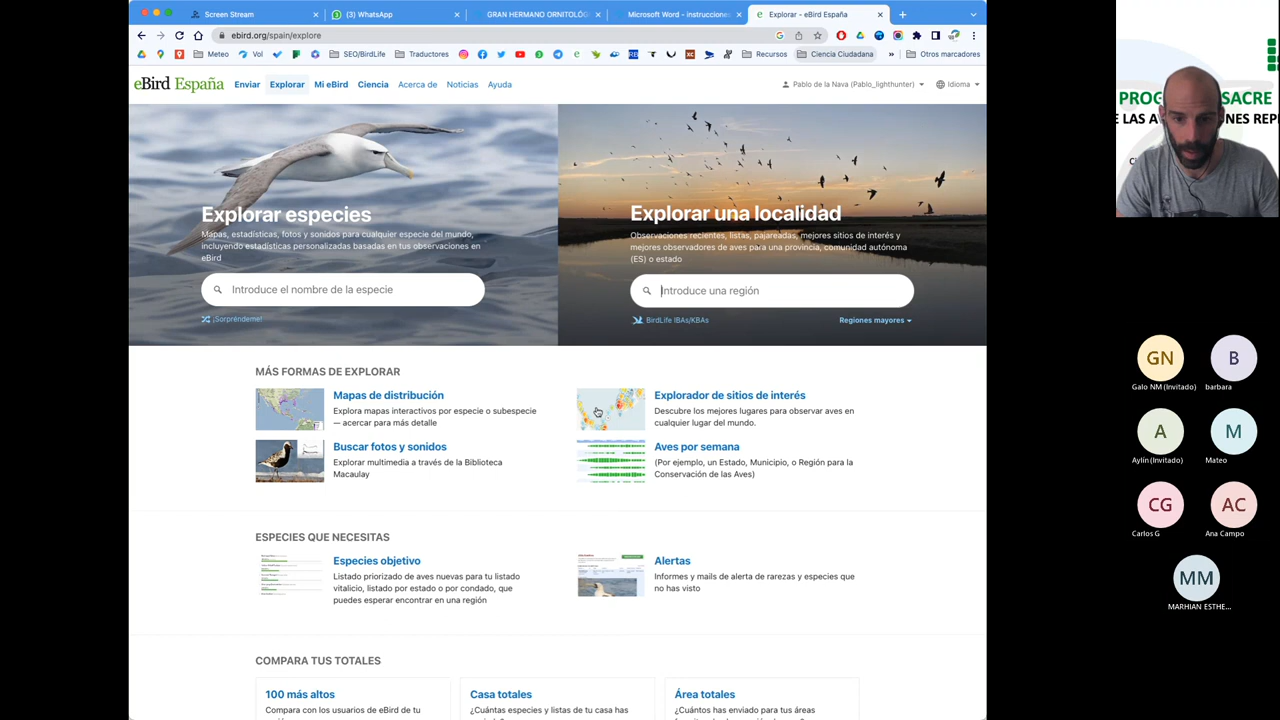 Screen Stream
(3) WhatsApp
GRAN HERMANO ORNITOLÓG
Microsoft Word - instrucciones
Explorar - eBird España
ebird.org/spain/explore
Meteo
Vol
SEO/BirdLife
Traductores
Recursos
Ciencia Ciudadana
»
Otros marcadores
eBird España
Enviar
Explorar
Mi eBird
Ciencia
Acerca de
Noticias
Ayuda
Pablo de la Nava (Pablo_lighthunter)
Idioma
Explorar especies
Mapas, estadísticas, fotos y sonidos para cualquier especie del mundo,
incluyendo estadísticas personalizadas basadas en tus observaciones en
eBird
Introduce el nombre de la especie
¡Sorpréndeme!
Explorar una localidad
Observaciones recientes, listas, pajareadas, mejores sitios de interés y
mejores observadores de aves para una provincia, comunidad autónoma
(ES) o estado
Introduce una región
BirdLife IBAs/KBAs
Regiones mayores
MÁS FORMAS DE EXPLORAR
Mapas de distribución
Explora mapas interactivos por especie o subespecie
— acercar para más detalle
Explorador de sitios de interés
Descubre los mejores lugares para observar aves en
cualquier lugar del mundo.
Buscar fotos y sonidos
Explorar multimedia a través de la Biblioteca
Macaulay
Aves por semana
(Por ejemplo, un Estado, Municipio, o Región para la
Conservación de las Aves)
ESPECIES QUE NECESITAS
Especies objetivo
Listado priorizado de aves nuevas para tu listado
vitalicio, listado por estado o por condado, que
puedes esperar encontrar en una región
Alertas
Informes y mails de alerta de rarezas y especies que
no has visto
COMPARA TUS TOTALES
100 más altos
Compara con los usuarios de eBird de tu
Casa totales
¿Cuántas especies y listas de tu casa has
Área totales
¿Cuántos has enviado para tus áreas
PROG
SACRE
E LAS A
NES REPR
GN
Galo NM (Invitado)
B
barbara
A
Aylín (Invitado)
M
Mateo
CG
Carlos G
AC
Ana Campo
MM
MARHIAN ESTHE...